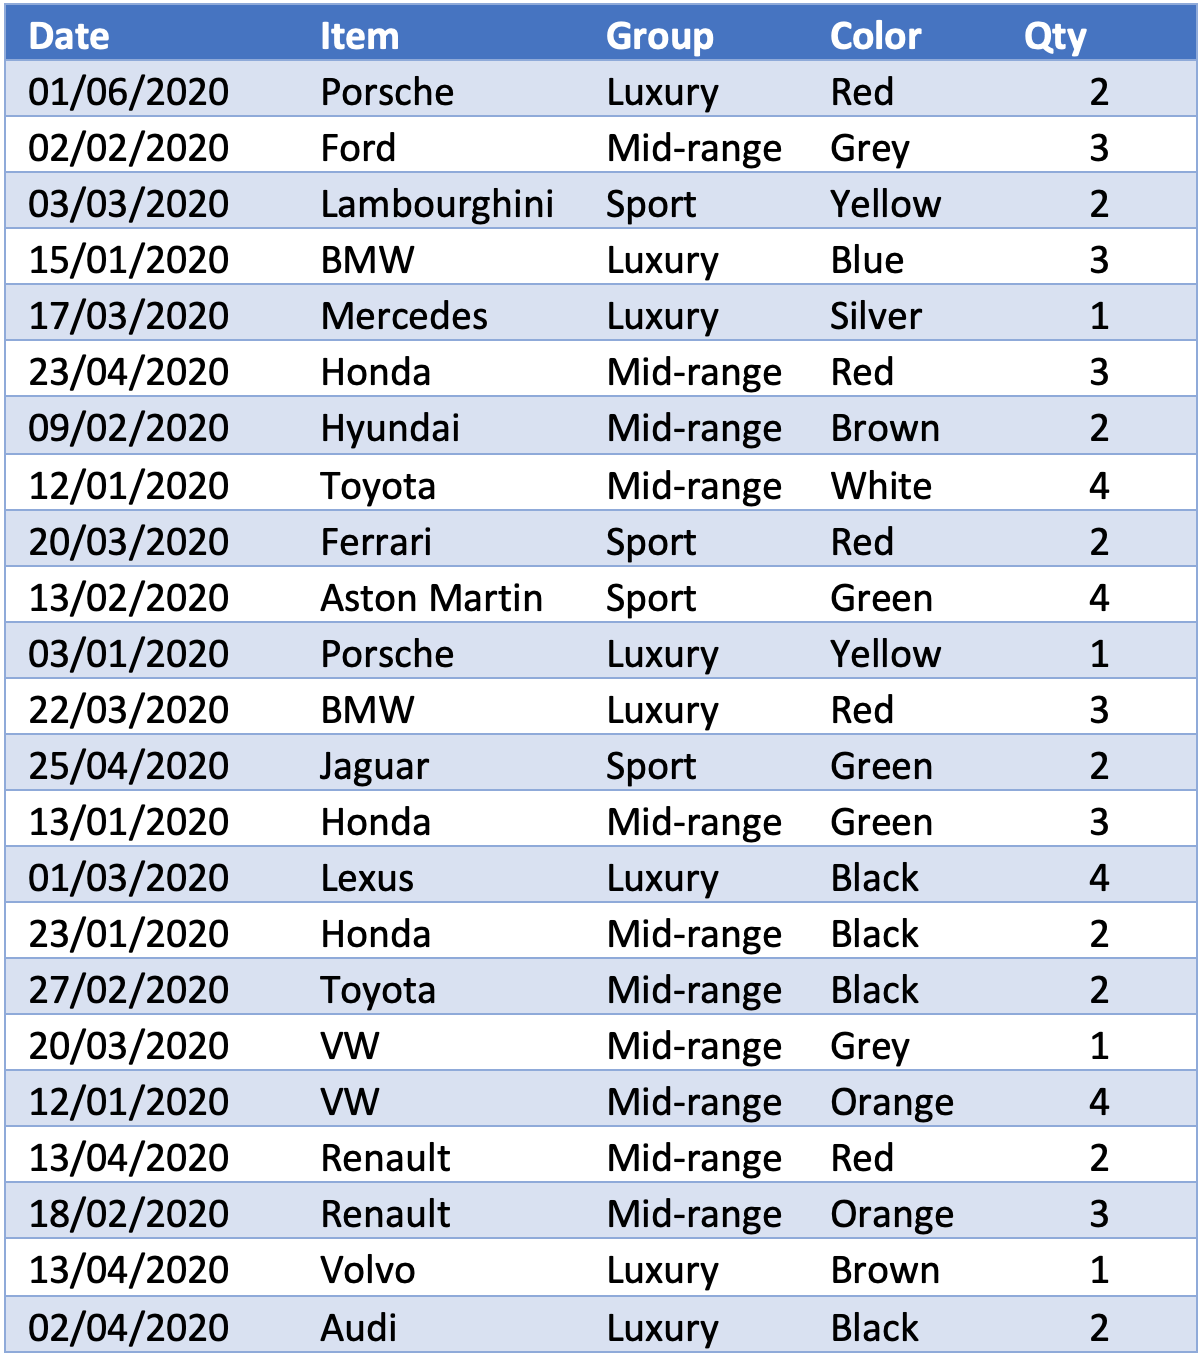 Date Item Group Color Qty
01/06/2020 Porsche Luxury Red 2
02/02/2020 Ford Mid-range Grey 3
03/03/2020 Lambourghini Sport Yellow 2
15/01/2020 BMW Luxury Blue 3
17/03/2020 Mercedes Luxury Silver 1
23/04/2020 Honda Mid-range Red 3
09/02/2020 Hyundai Mid-range Brown 2
12/01/2020 Toyota Mid-range White 4
20/03/2020 Ferrari Sport Red 2
13/02/2020 Aston Martin Sport Green 4
03/01/2020 Porsche Luxury Yellow 1
22/03/2020 BMW Luxury Red 3
25/04/2020 Jaguar Sport Green 2
13/01/2020 Honda Mid-range Green 3
01/03/2020 Lexus Luxury Black 4
23/01/2020 Honda Mid-range Black 2
27/02/2020 Toyota Mid-range Black 2
20/03/2020 VW Mid-range Grey 1
12/01/2020 VW Mid-range Orange 4
13/04/2020 Renault Mid-range Red 2
18/02/2020 Renault Mid-range Orange 3
13/04/2020 Volvo Luxury Brown 1
02/04/2020 Audi Luxury Black 2